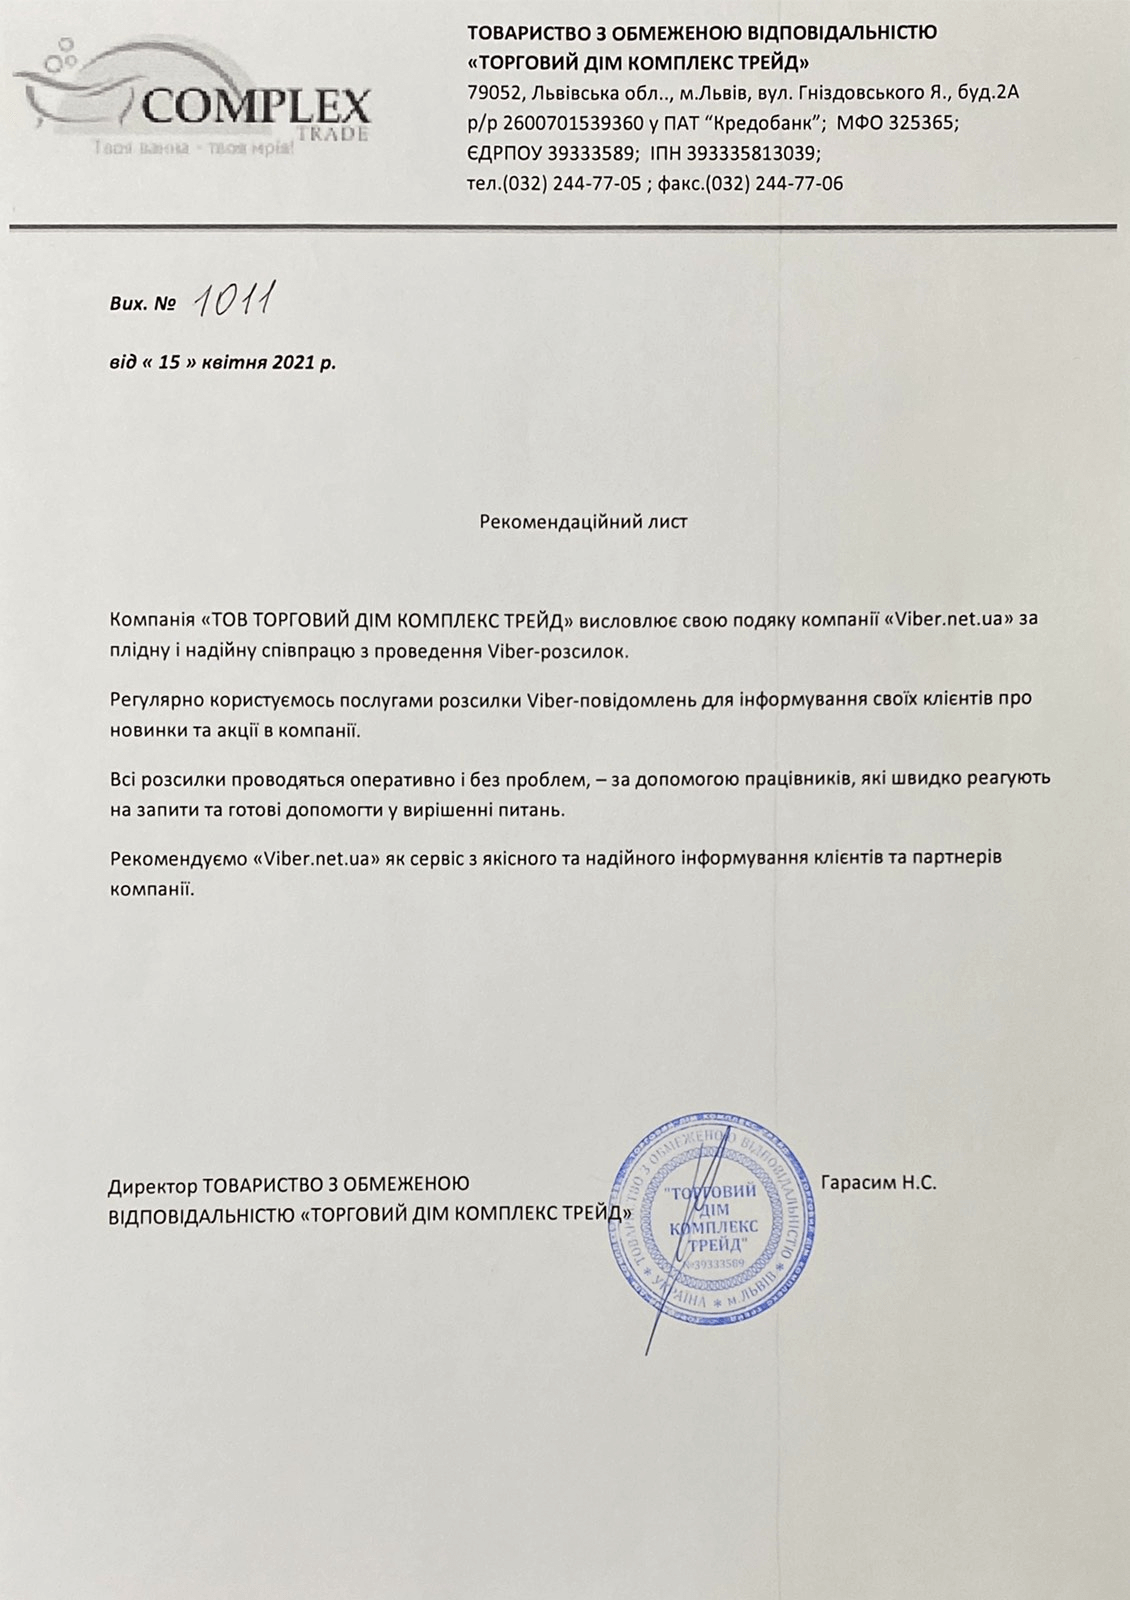 COMPLEX
TRADE
Твоя ванна - твоя мрія!
ТОВАРИСТВО З ОБМЕЖЕНОЮ ВІДПОВІДАЛЬНІСТЮ
«ТОРГОВИЙ ДІМ КОМПЛЕКС ТРЕЙД»
79052, Львівська обл.., м.Львів, вул. Гніздовського Я., буд.2А
р/р 2600701539360 у ПАТ “Кредобанк”; МФО 325365;
ЄДРПОУ 39333589; ІПН 393335813039;
тел.(032) 244-77-05 ; факс.(032) 244-77-06
Вих. № 1011
від « 15 » квітня 2021 р.
Рекомендаційний лист
Компанія «ТОВ ТОРГОВИЙ ДІМ КОМПЛЕКС ТРЕЙД» висловлює свою подяку компанії «Viber.net.ua» за
плідну і надійну співпрацю з проведення Viber-розсилок.
Регулярно користуємось послугами розсилки Viber-повідомлень для інформування своїх клієнтів про
новинки та акції в компанії.
Всі розсилки проводяться оперативно і без проблем, – за допомогою працівників, які швидко реагують
на запити та готові допомогти у вирішенні питань.
Рекомендуємо «Viber.net.ua» як сервіс з якісного та надійного інформування клієнтів та партнерів
компанії.
Директор ТОВАРИСТВО З ОБМЕЖЕНОЮ
ВІДПОВІДАЛЬНІСТЮ «ТОРГОВИЙ ДІМ КОМПЛЕКС ТРЕЙД»
Гарасим Н.С.
ТОВАРИСТВО З ОБМЕЖЕНОЮ ВІДПОВІДАЛЬНІСТЮ
"ТОРГОВИЙ
ДІМ
КОМПЛЕКС
ТРЕЙД"
№39333589
* УКРАЇНА * м.ЛЬВІВ *